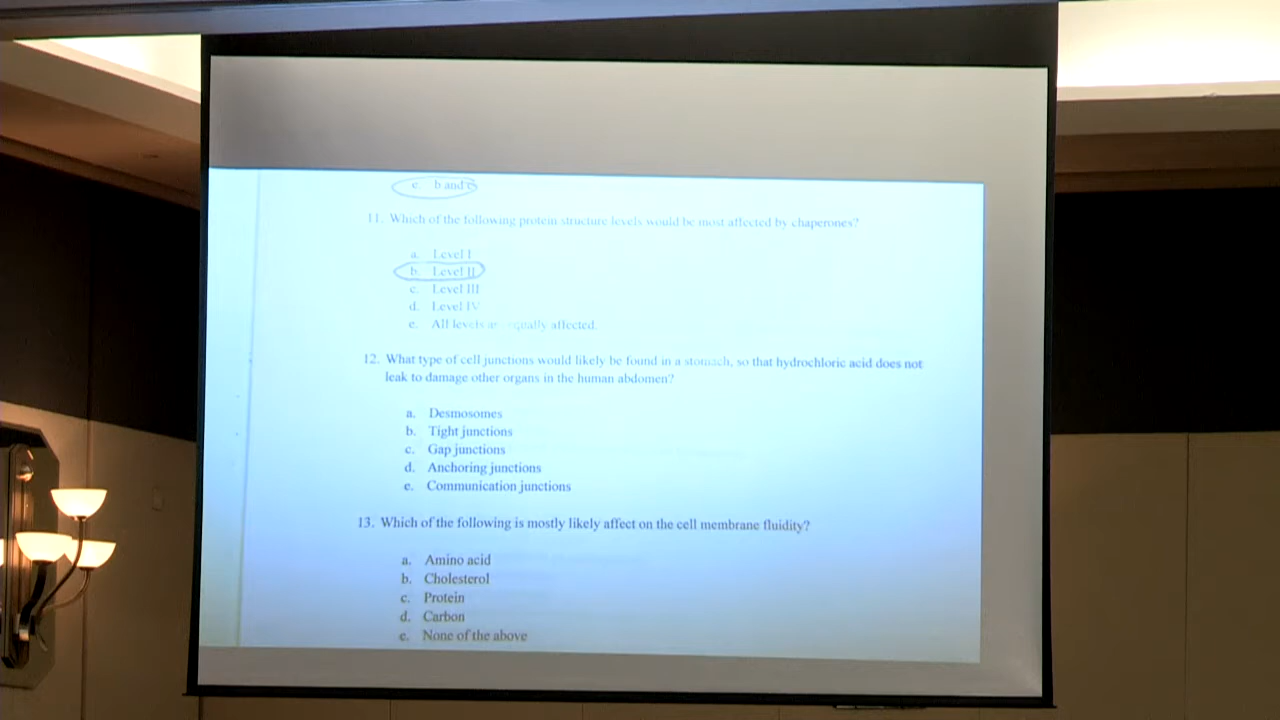 c. b and c
11. Which of the following protein structure levels would be most affected by chaperones?
a. Level I
b. Level II
c. Level III
d. Level IV
e. All levels equally affected.
12. What type of cell junctions would likely be found in a stomach, so that hydrochloric acid does not
leak to damage other organs in the human abdomen?
a. Desmosomes
b. Tight junctions
c. Gap junctions
d. Anchoring junctions
e. Communication junctions
13. Which of the following is mostly likely affect on the cell membrane fluidity?
a. Amino acid
b. Cholesterol
c. Protein
d. Carbon
e. None of the above